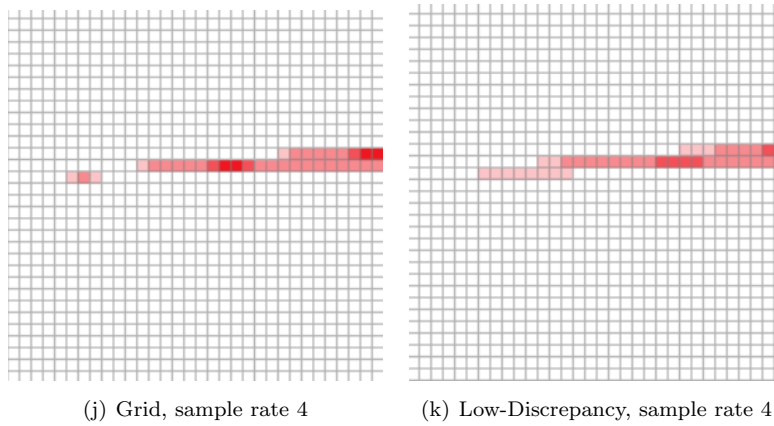 (j) Grid, sample rate 4
(k) Low-Discrepancy, sample rate 4